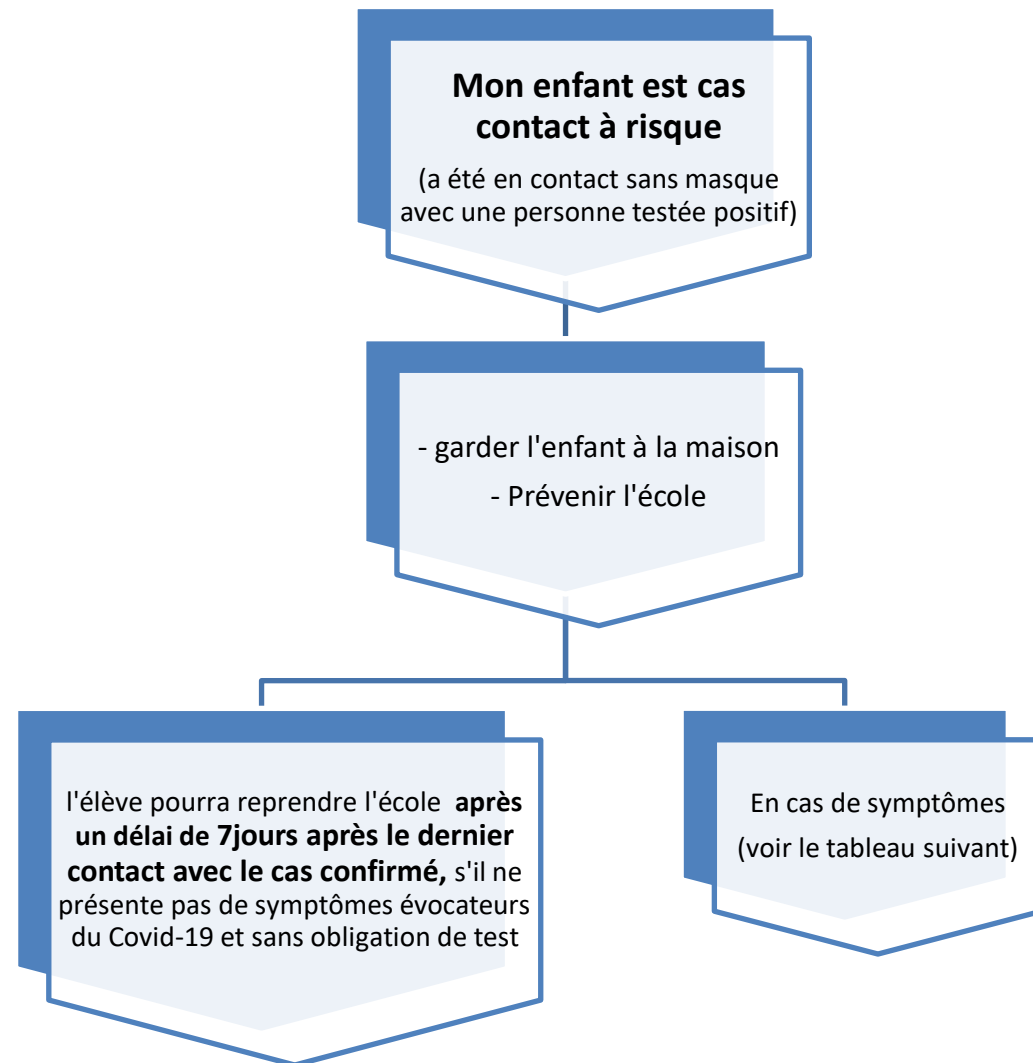 Mon enfant est cas
contact à risque
(a été en contact sans masque
avec une personne testée positif)
- garder l'enfant à la maison
- Prévenir l'école
l'élève pourra reprendre l'école après
un délai de 7jours après le dernier
contact avec le cas confirmé, s'il ne
présente pas de symptômes évocateurs
du Covid-19 et sans obligation de test
En cas de symptômes
(voir le tableau suivant)